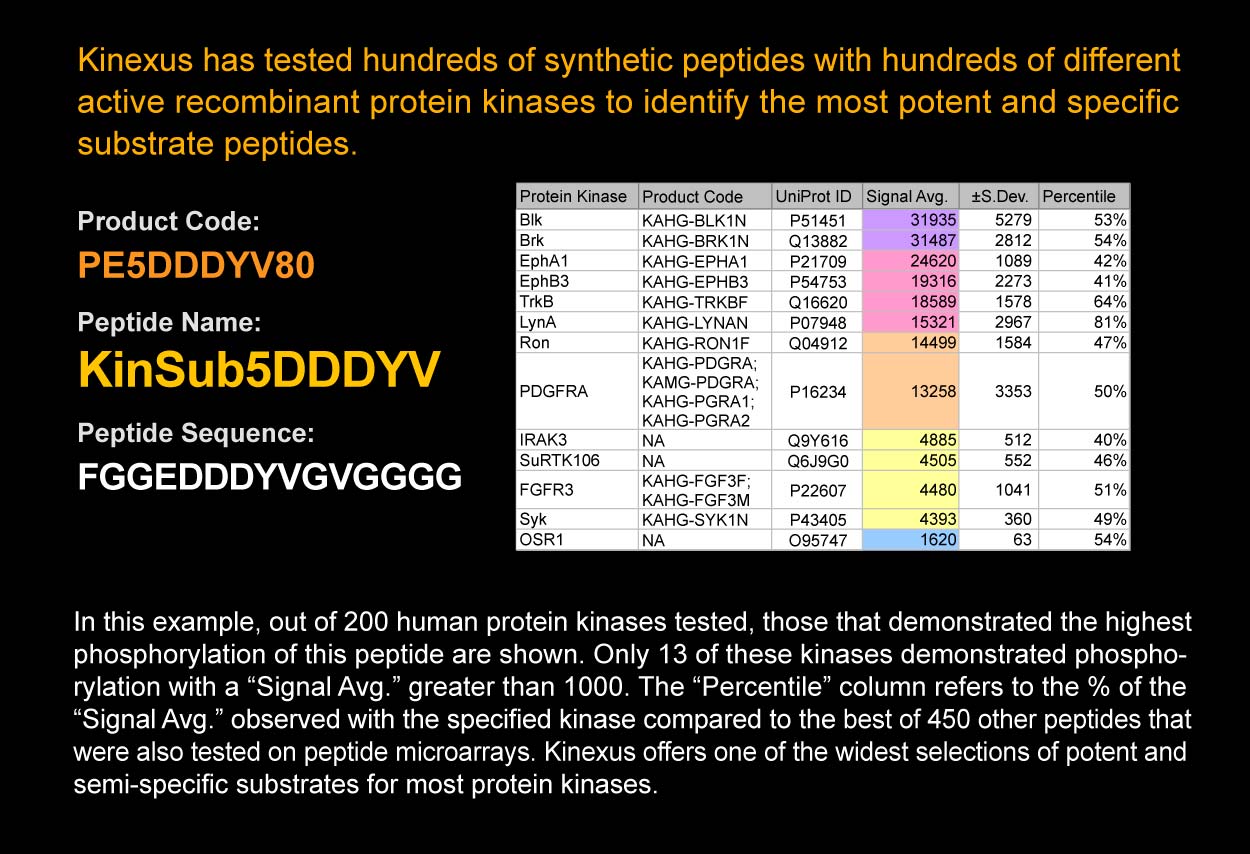 Kinexus has tested hundreds of synthetic peptides with hundreds of different
active recombinant protein kinases to identify the most potent and specific
substrate peptides.
Product Code:
PE5DDDYV80
Peptide Name:
KinSub5DDDYV
Peptide Sequence:
FGGEDDDYVGVGGGG
Protein Kinase Product Code UniProt ID Signal Avg. ±S.Dev. Percentile
Blk KAHG-BLK1N P51451 31935 5279 53%
Brk KAHG-BRK1N Q13882 31487 2812 54%
EphA1 KAHG-EPHA1 P21709 24620 1089 42%
EphB3 KAHG-EPHB3 P54753 19316 2273 41%
TrkB KAHG-TRKBF Q16620 18589 1578 64%
LynA KAHG-LYNAN P07948 15321 2967 81%
Ron KAHG-RON1F Q04912 14499 1584 47%
KAHG-PDGRA;
KAMG-PDGRA;
PDGFRA P16234 13258 3353 50%
KAHG-PGRA1;
KAHG-PGRA2
IRAK3 NA Q9Y616 4885 512 40%
SuRTK106 NA Q6J9G0 4505 552 46%
KAHG-FGF3F;
FGFR3 P22607 4480 1041 51%
KAHG-FGF3M
Syk KAHG-SYK1N P43405 4393 360 49%
OSR1 NA O95747 1620 63 54%
In this example, out of 200 human protein kinases tested, those that demonstrated the highest
phosphorylation of this peptide are shown. Only 13 of these kinases demonstrated phospho-
rylation with a “Signal Avg.” greater than 1000. The “Percentile” column refers to the % of the
“Signal Avg.” observed with the specified kinase compared to the best of 450 other peptides that
were also tested on peptide microarrays. Kinexus offers one of the widest selections of potent and
semi-specific substrates for most protein kinases.